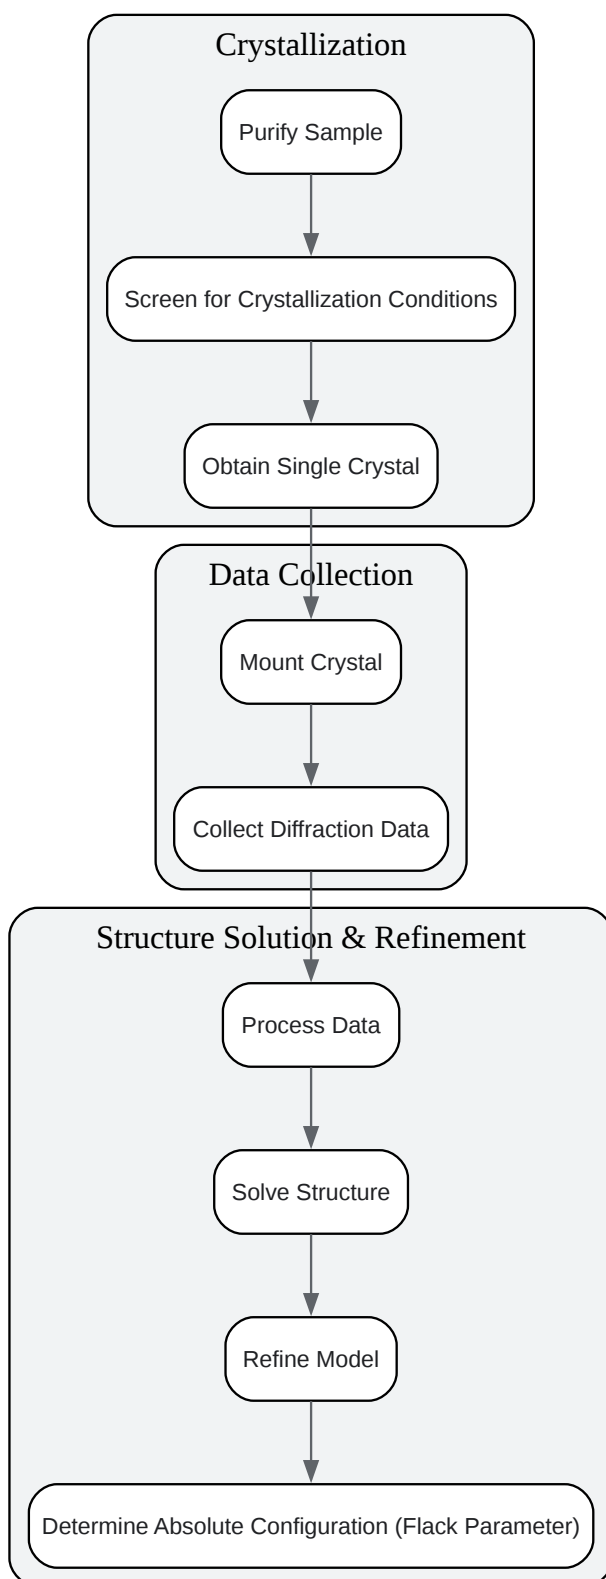 Crystallization
Purify Sample
Screen for Crystallization Conditions
Obtain Single Crystal
Data Collection
Mount Crystal
Collect Diffraction Data
Structure Solution & Refinement
Process Data
Solve Structure
Refine Model
Determine Absolute Configuration (Flack Parameter)